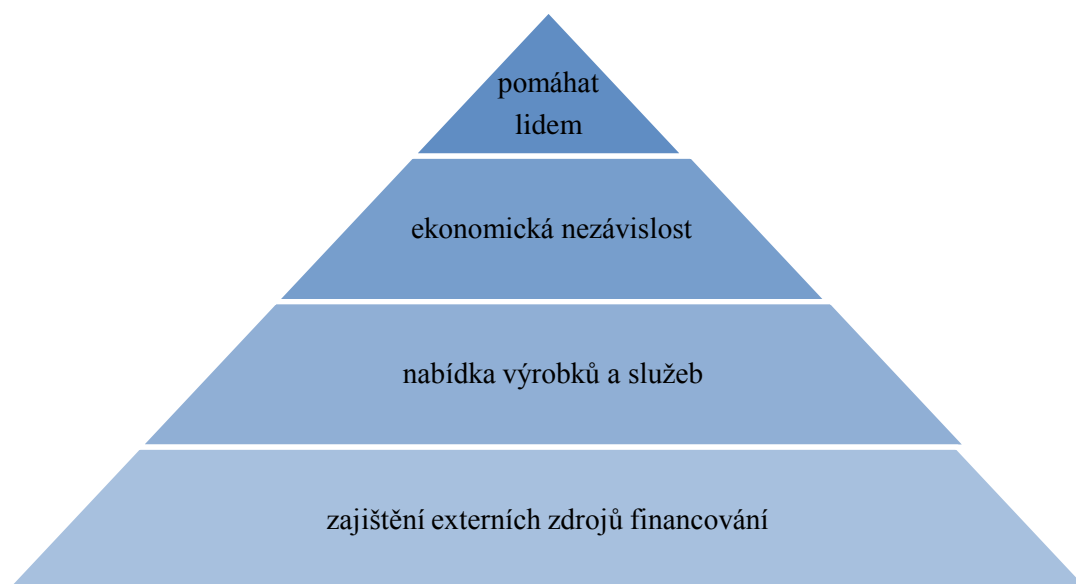 pomáhat
lidem
ekonomická nezávislost
nabídka výrobků a služeb
zajištění externích zdrojů financování